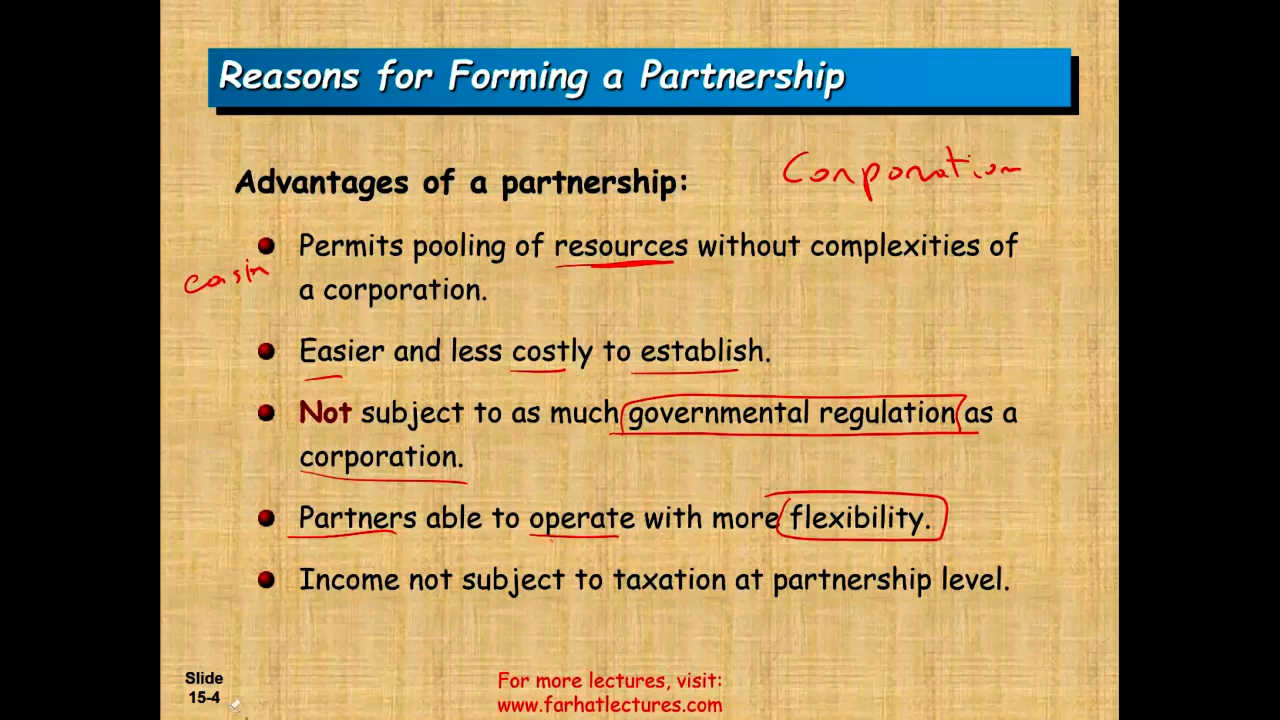 Reasons for Forming a Partnership
Corporation
Advantages of a partnership:
Permits pooling of resources without complexities of
a corporation.
Easier and less costly to establish.
Not subject to as much governmental regulation as a
corporation.
Partners able to operate with more flexibility.
Income not subject to taxation at partnership level.
Slide
15-4
For more lectures, visit:
www.farhatlectures.com